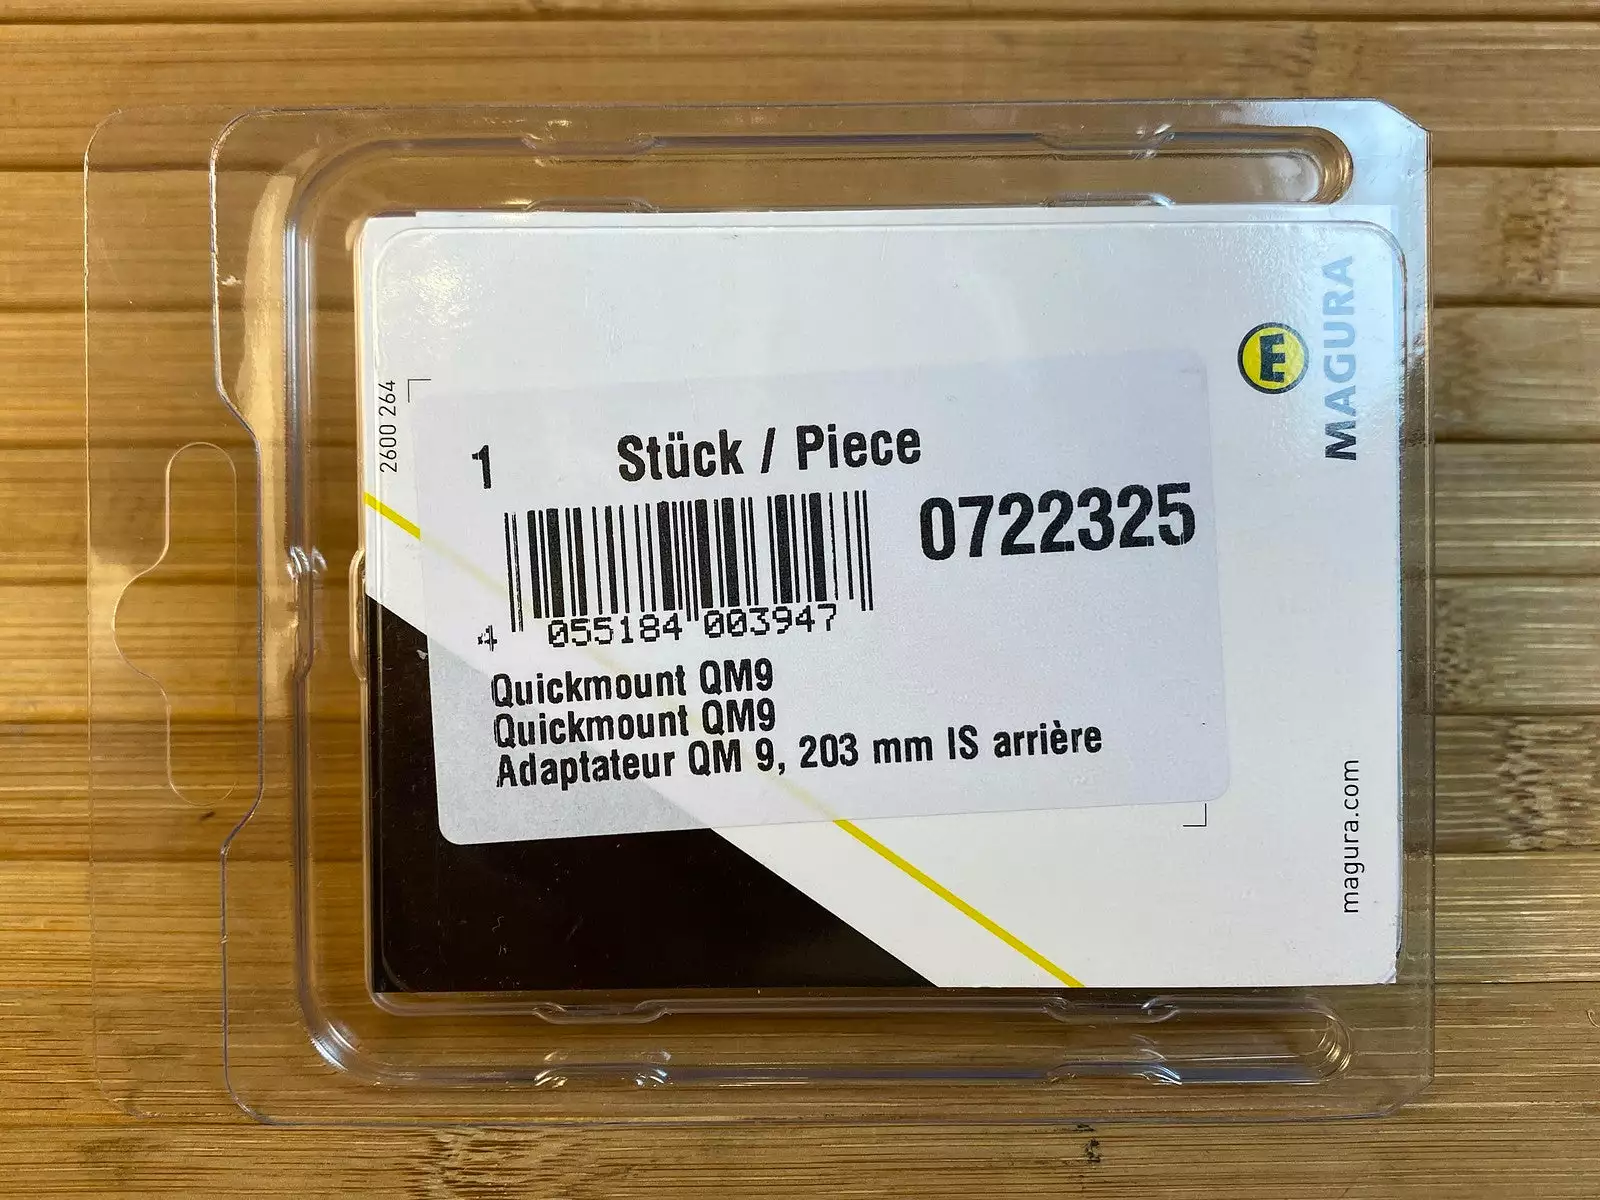 MAGURA
2600 264
1 Stück / Piece
0722325
4 055184 003947
Quickmount QM9
Quickmount QM9
Adaptateur QM 9, 203 mm IS arrière
magura.com